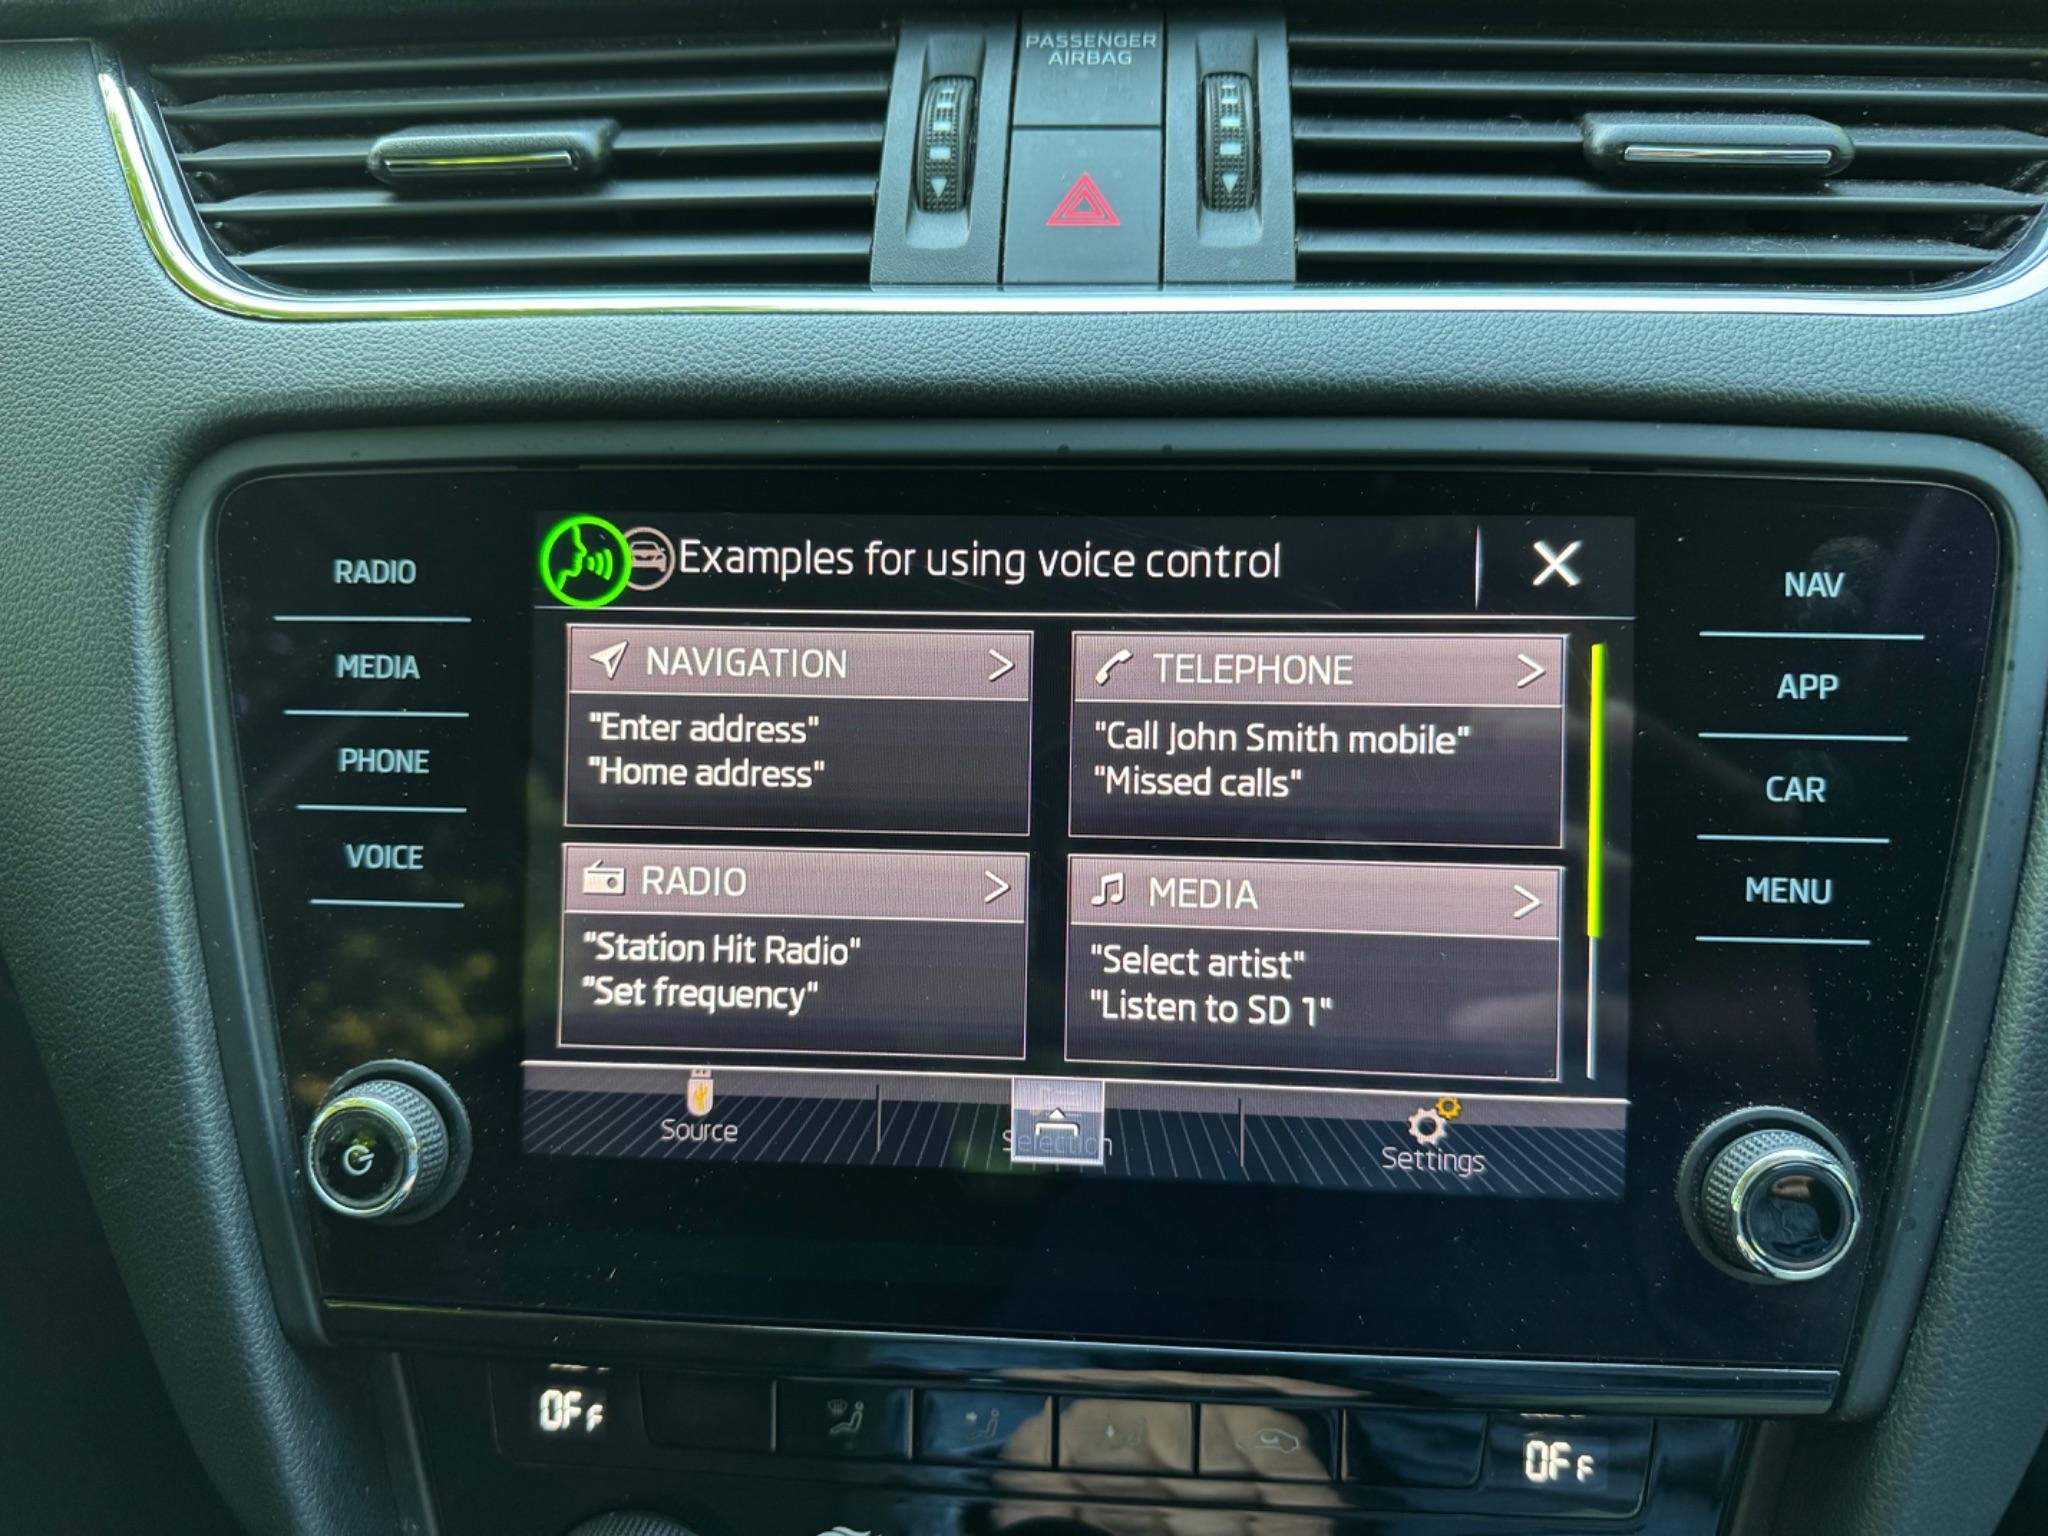 PASSENGER
AIRBAG
RADIO
MEDIA
PHONE
VOICE
Examples for using voice control
NAVIGATION
"Enter address"
"Home address"
TELEPHONE
"Call John Smith mobile"
"Missed calls"
RADIO
"Station Hit Radio"
"Set frequency"
MEDIA
"Select artist"
"Listen to SD 1"
Source
Selection
Settings
NAV
APP
CAR
MENU
OFF
OFF